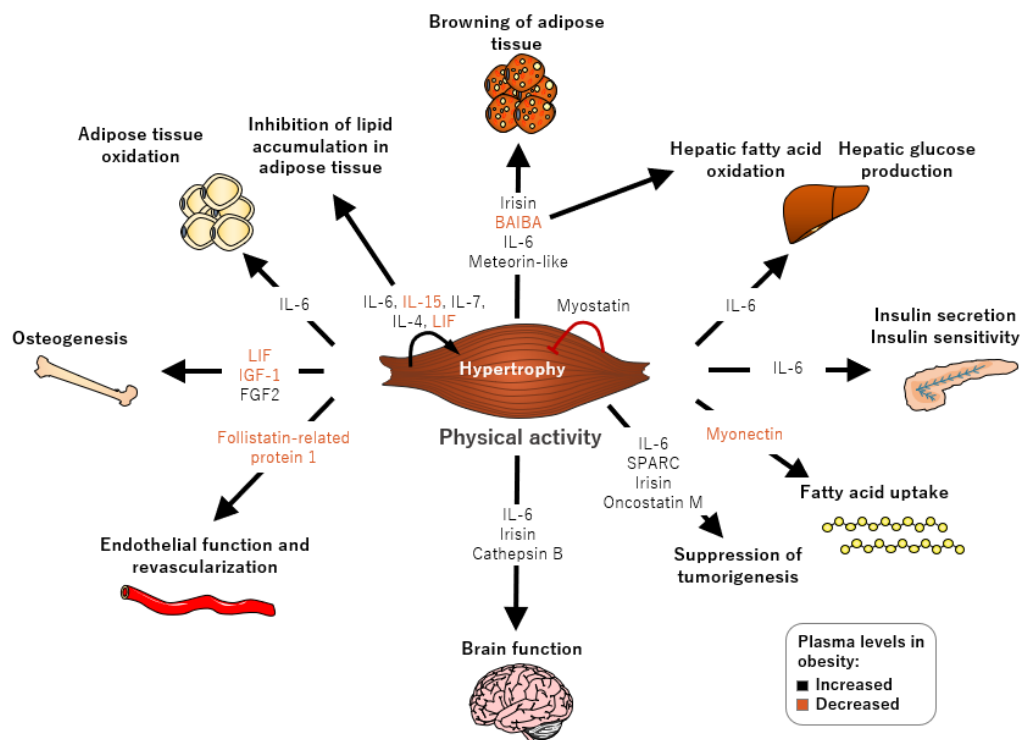 Browning of adipose
tissue
Adipose tissue
oxidation
Inhibition of lipid
accumulation in
adipose tissue
Hepatic fatty acid
oxidation
Hepatic glucose
production
Irisin
BAIBA
IL-6
Meteorin-like
IL-6
IL-6, IL-15, IL-7,
IL-4, LIF
Myostatin
IL-6
Insulin secretion
Insulin sensitivity
Osteogenesis
LIF
IGF-1
FGF2
Hypertrophy
IL-6
Physical activity
Follistatin-related
protein 1
IL-6
SPARC
Irisin
Oncostatin M
Myonectin
Fatty acid uptake
IL-6
Irisin
Cathepsin B
Endothelial function and
revascularization
Suppression of
tumorigenesis
Brain function
Plasma levels in
obesity:
Increased
Decreased